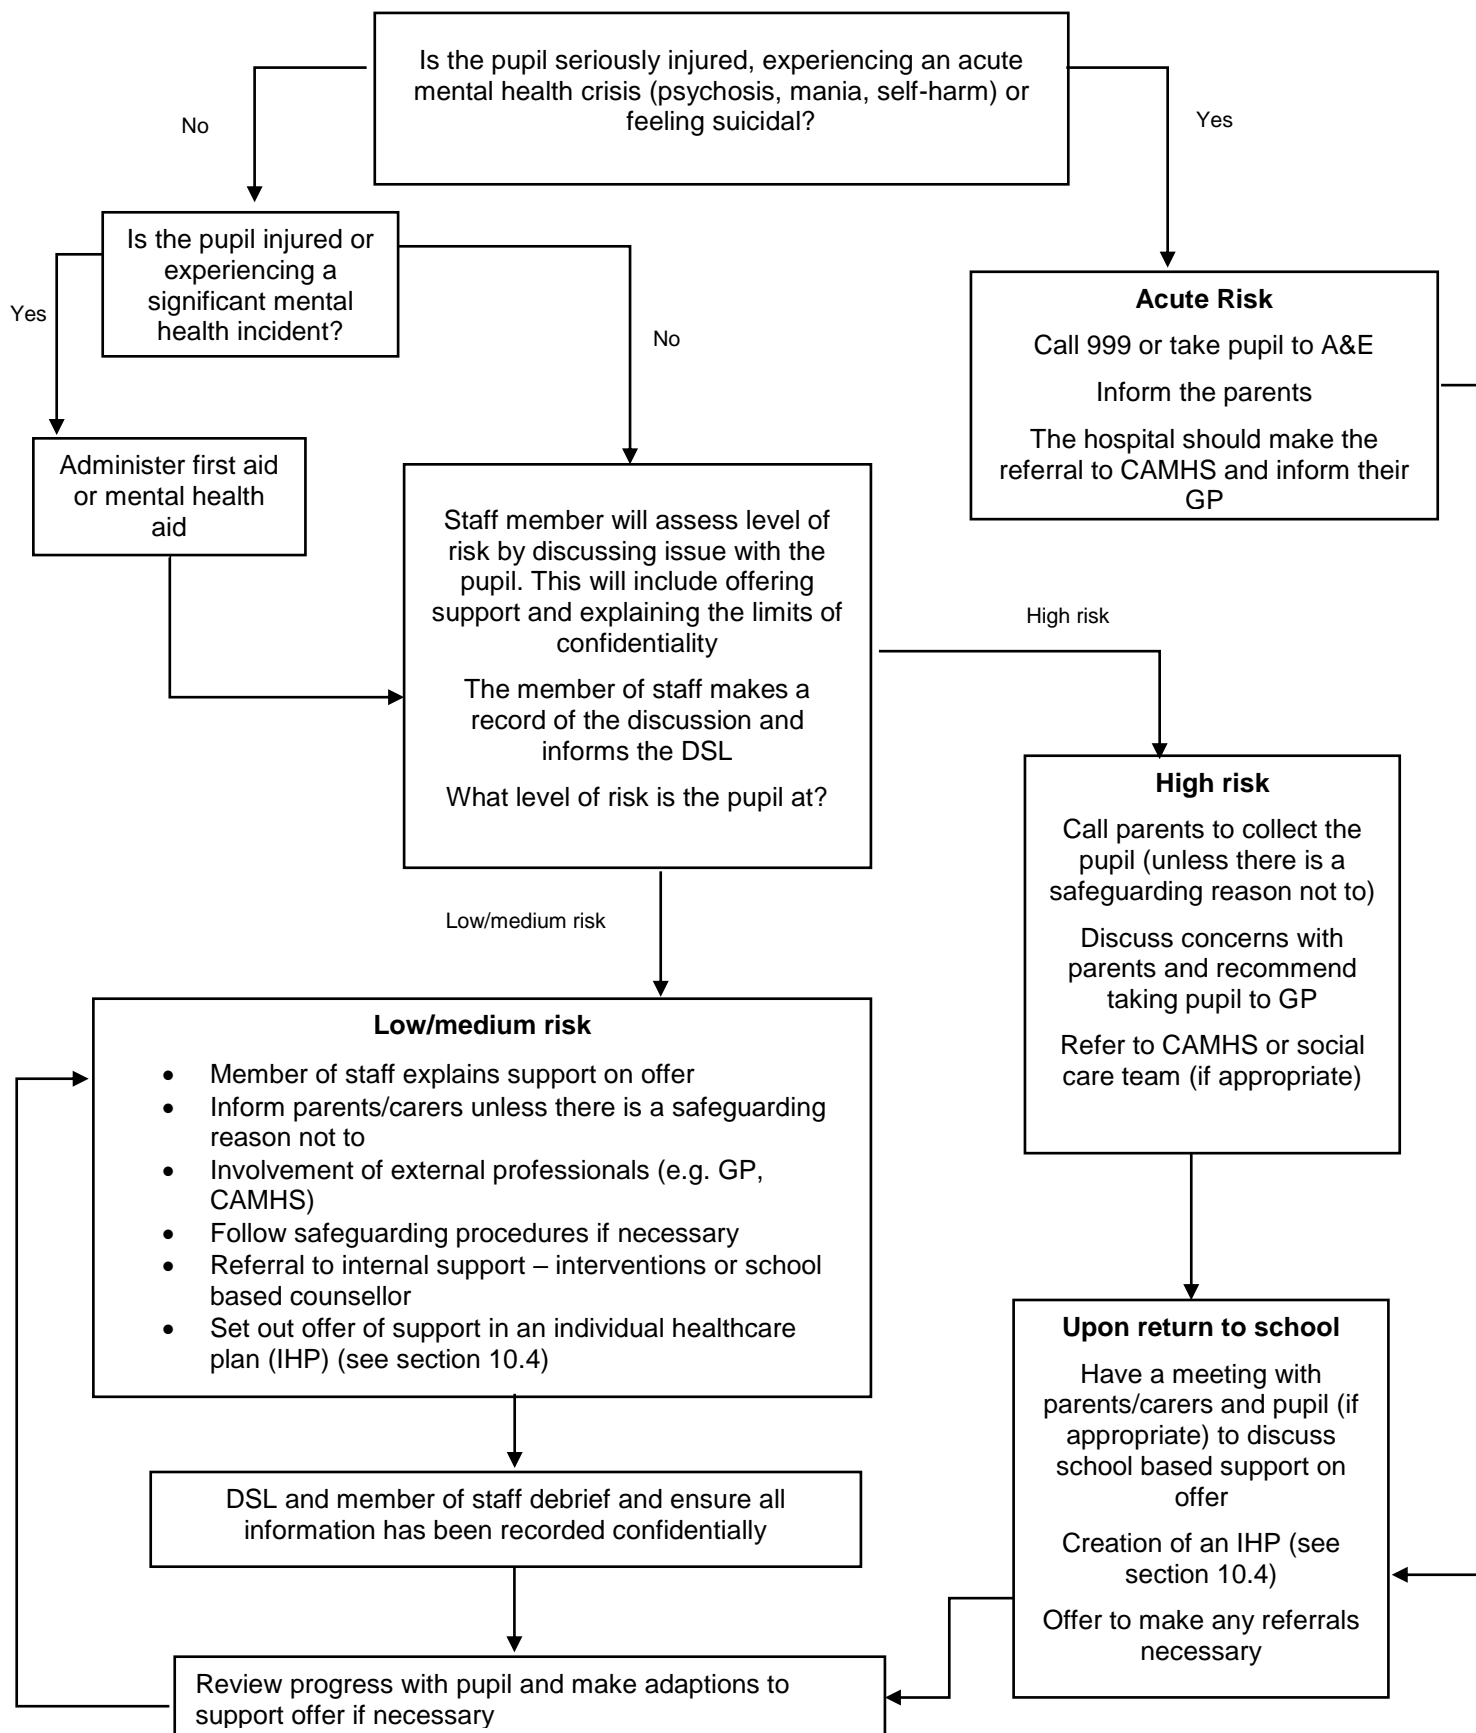 Is the pupil seriously injured, experiencing an acute
mental health crisis (psychosis, mania, self-harm) or
feeling suicidal?
No
Yes
Is the pupil injured or
experiencing a
significant mental
health incident?
Yes
No
Acute Risk
Call 999 or take pupil to A&E
Inform the parents
The hospital should make the
referral to CAMHS and inform their
GP
Administer first aid
or mental health
aid
Staff member will assess level of
risk by discussing issue with the
pupil. This will include offering
support and explaining the limits of
confidentiality
The member of staff makes a
record of the discussion and
informs the DSL
What level of risk is the pupil at?
High risk
High risk
Call parents to collect the
pupil (unless there is a
safeguarding reason not to)
Discuss concerns with
parents and recommend
taking pupil to GP
Refer to CAMHS or social
care team (if appropriate)
Low/medium risk
Low/medium risk
• Member of staff explains support on offer
• Inform parents/carers unless there is a safeguarding
reason not to
• Involvement of external professionals (e.g. GP,
CAMHS)
• Follow safeguarding procedures if necessary
• Referral to internal support – interventions or school
based counsellor
• Set out offer of support in an individual healthcare
plan (IHP) (see section 10.4)
Upon return to school
Have a meeting with
parents/carers and pupil (if
appropriate) to discuss
school based support on
offer
Creation of an IHP (see
section 10.4)
Offer to make any referrals
necessary
DSL and member of staff debrief and ensure all
information has been recorded confidentially
Review progress with pupil and make adaptions to
support offer if necessary